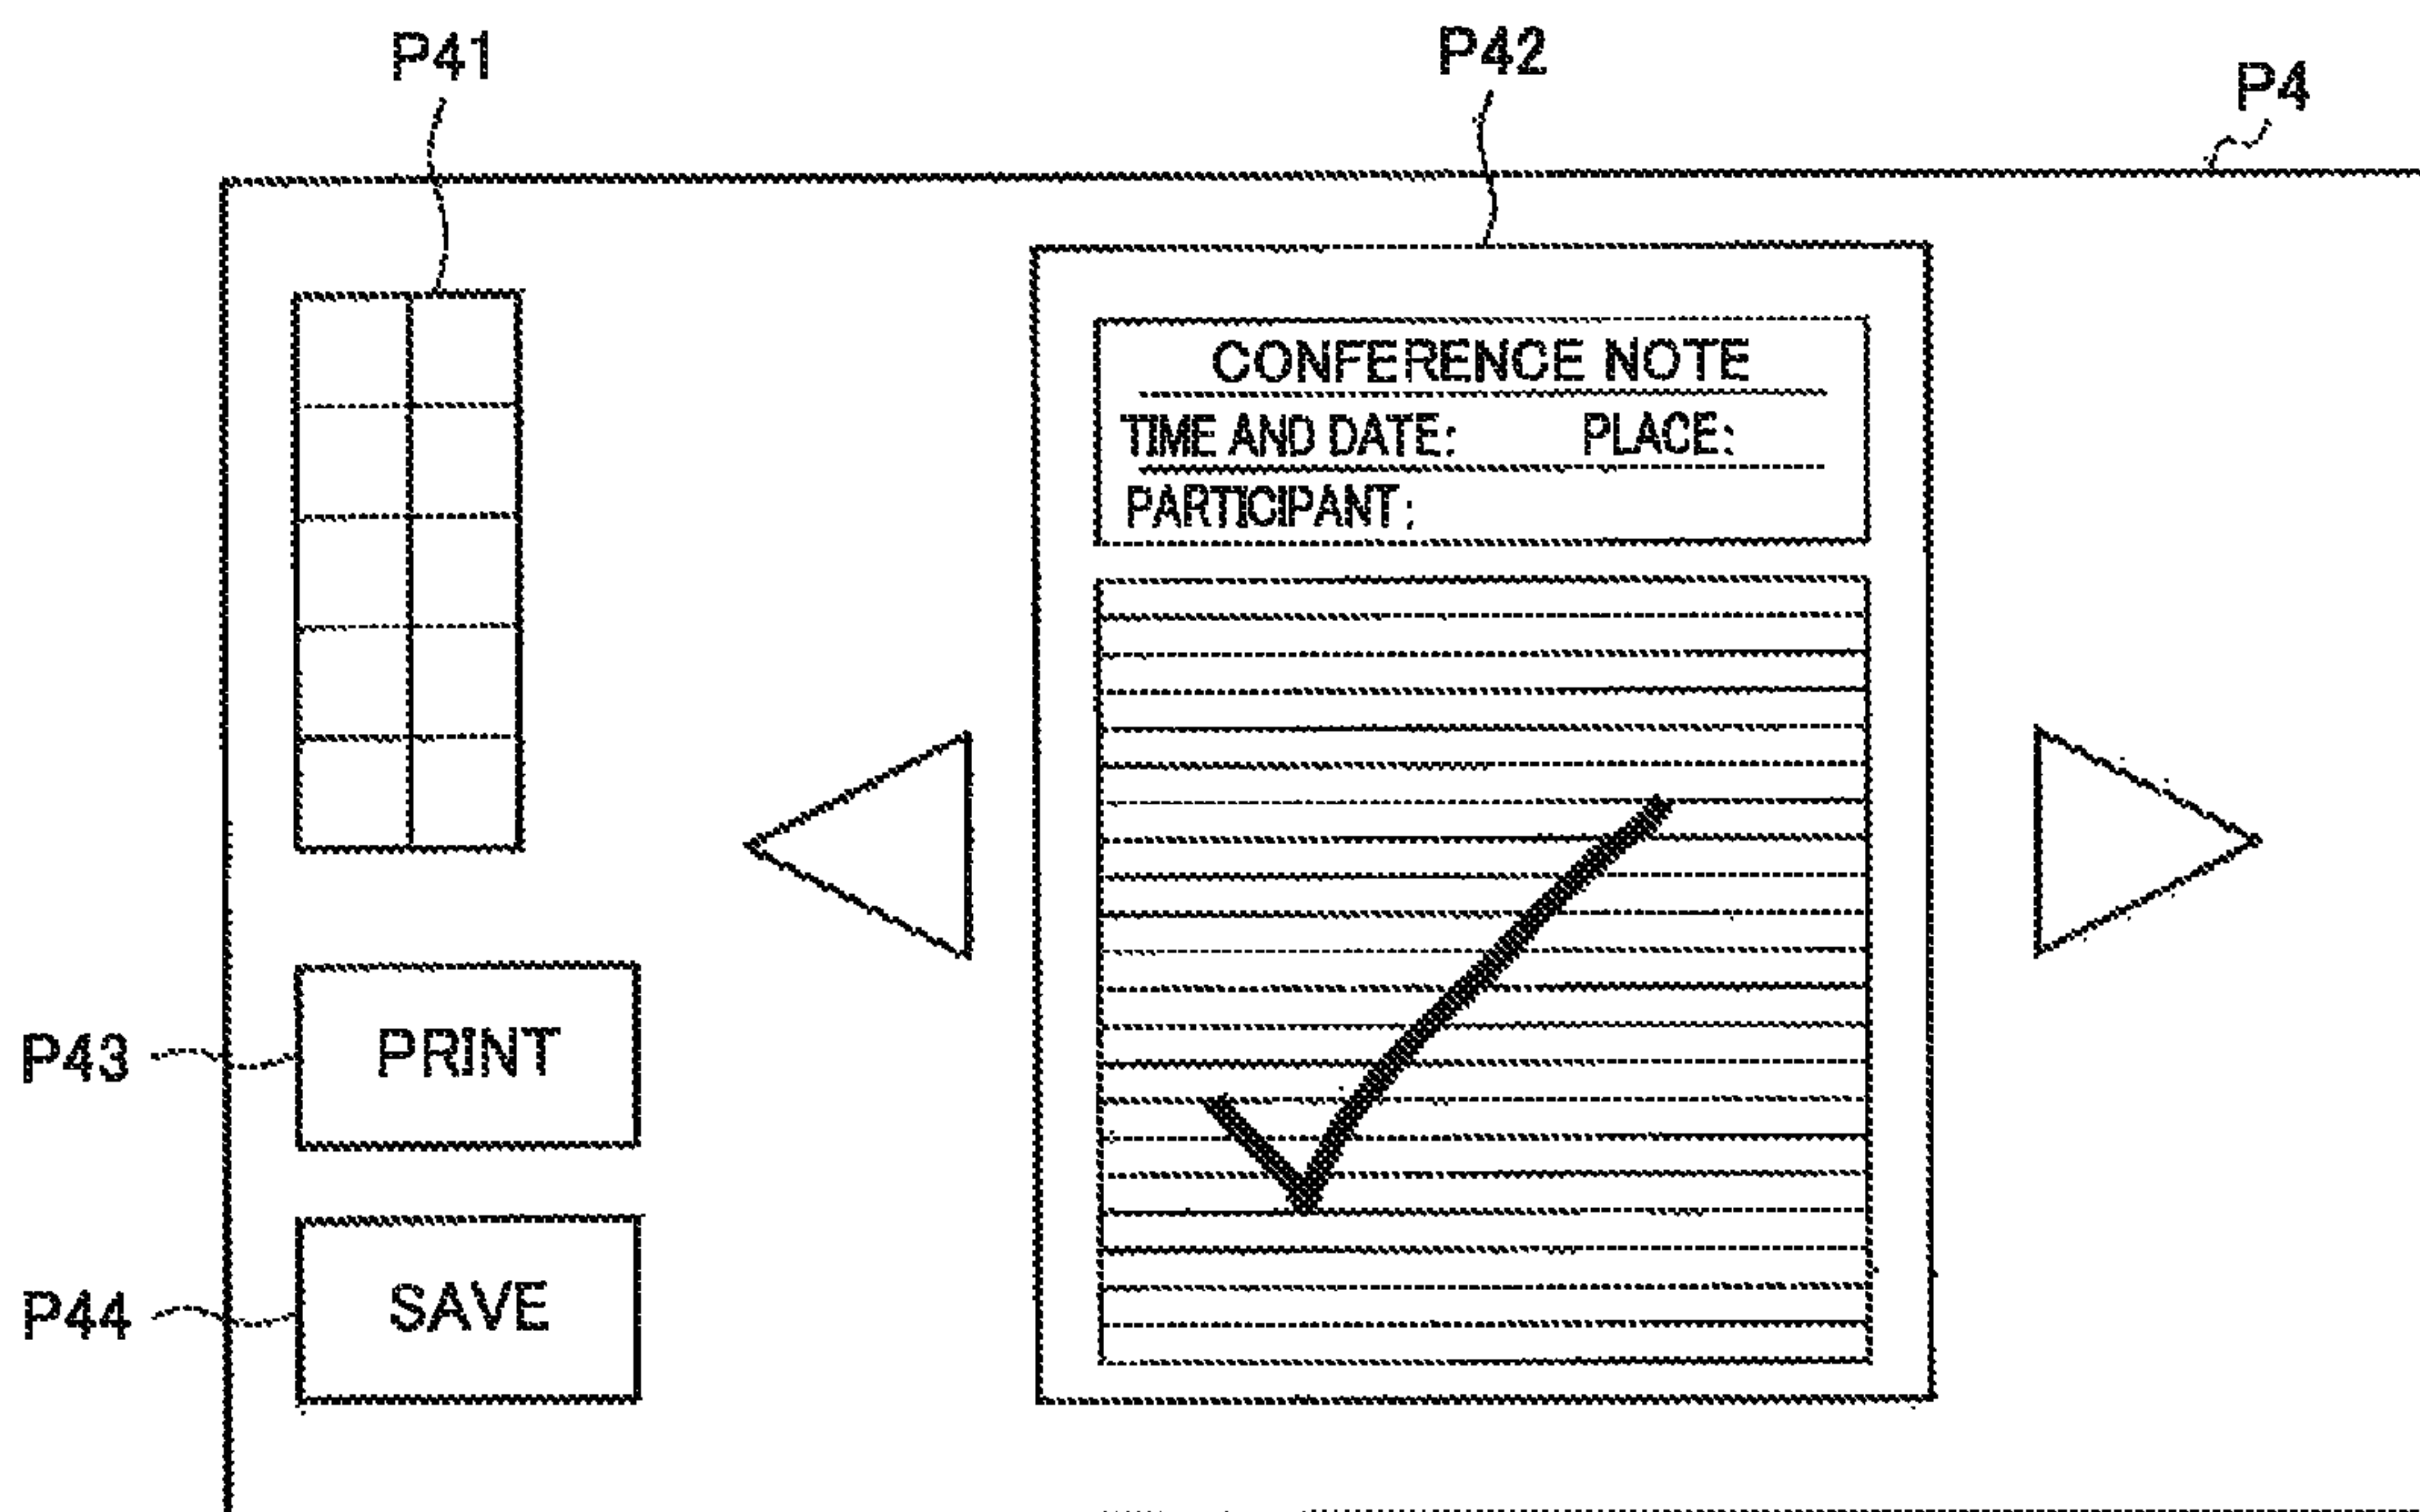 P41
P42
P4
CONFERENCE NOTE
TIME AND DATE: PLACE:
PARTICIPANT:
P43
PRINT
P44
SAVE